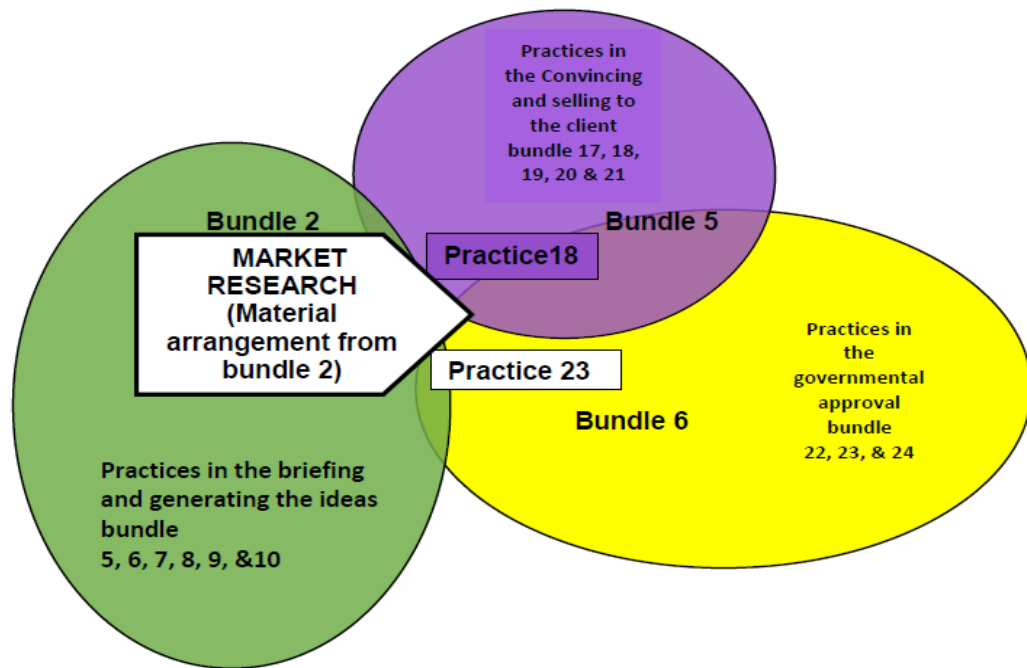 Practices in
the Convincing
and selling to
the client
bundle 17, 18,
19, 20 & 21
Bundle 2
Bundle 5
MARKET
RESEARCH
(Material
arrangement from
bundle 2)
Practice18
Practice 23
Bundle 6
Practices in
the
governmental
approval
bundle
22, 23, & 24
Practices in the briefing
and generating the ideas
bundle
5, 6, 7, 8, 9, &10